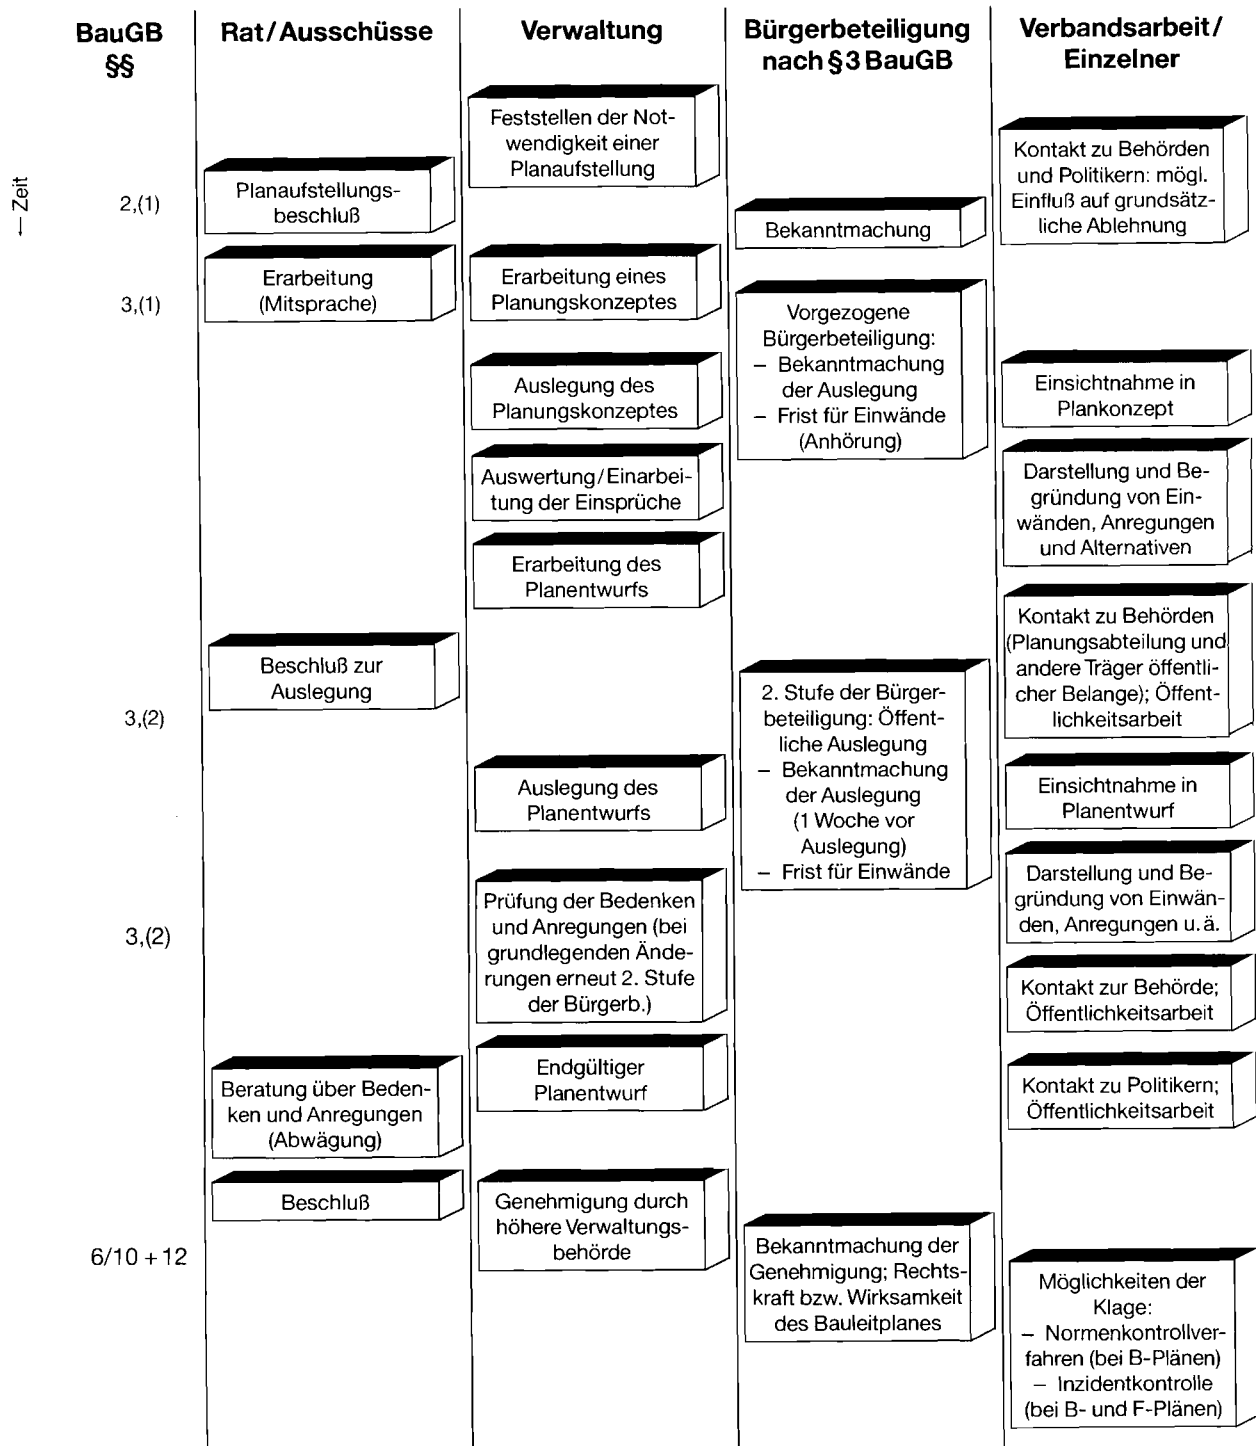 BauGB
§§
Rat/Ausschüsse
Verwaltung
Bürgerbeteiligung
nach §3 BauGB
Verbandsarbeit/
Einzelner
←Zeit
2,(1)
3,(1)
3,(2)
3,(2)
6/10 + 12
Planaufstellungs-
beschluß
Erarbeitung
(Mitsprache)
Beschluß zur
Auslegung
Beratung über Beden-
ken und Anregungen
(Abwägung)
Beschluß
Feststellen der Not-
wendigkeit einer
Planaufstellung
Erarbeitung eines
Planungskonzeptes
Auslegung des
Planungskonzeptes
Auswertung/Einarbei-
tung der Einsprüche
Erarbeitung des
Planentwurfs
Auslegung des
Planentwurfs
Prüfung der Bedenken
und Anregungen (bei
grundlegenden Ände-
rungen erneut 2. Stufe
der Bürgerb.)
Endgültiger
Planentwurf
Genehmigung durch
höhere Verwaltungs-
behörde
Bekanntmachung
Vorgezogene
Bürgerbeteiligung:
– Bekanntmachung
der Auslegung
– Frist für Einwände
(Anhörung)
2. Stufe der Bürger-
beteiligung: Öffent-
liche Auslegung
– Bekanntmachung
der Auslegung
(1 Woche vor
Auslegung)
– Frist für Einwände
Bekanntmachung der
Genehmigung; Rechts-
kraft bzw. Wirksamkeit
des Bauleitplanes
Kontakt zu Behörden
und Politikern: mögl.
Einfluß auf grundsätz-
liche Ablehnung
Einsichtnahme in
Plankonzept
Darstellung und Be-
gründung von Ein-
wänden, Anregungen
und Alternativen
Kontakt zu Behörden
(Planungsabteilung und
andere Träger öffentli-
cher Belange); Öffent-
lichkeitsarbeit
Einsichtnahme in
Planentwurf
Darstellung und Be-
gründung von Einwän-
den, Anregungen u. ä.
Kontakt zur Behörde;
Öffentlichkeitsarbeit
Kontakt zu Politikern;
Öffentlichkeitsarbeit
Möglichkeiten der
Klage:
– Normenkontrollver-
fahren (bei B-Plänen)
– Inzidentkontrolle
(bei B- und F-Plänen)